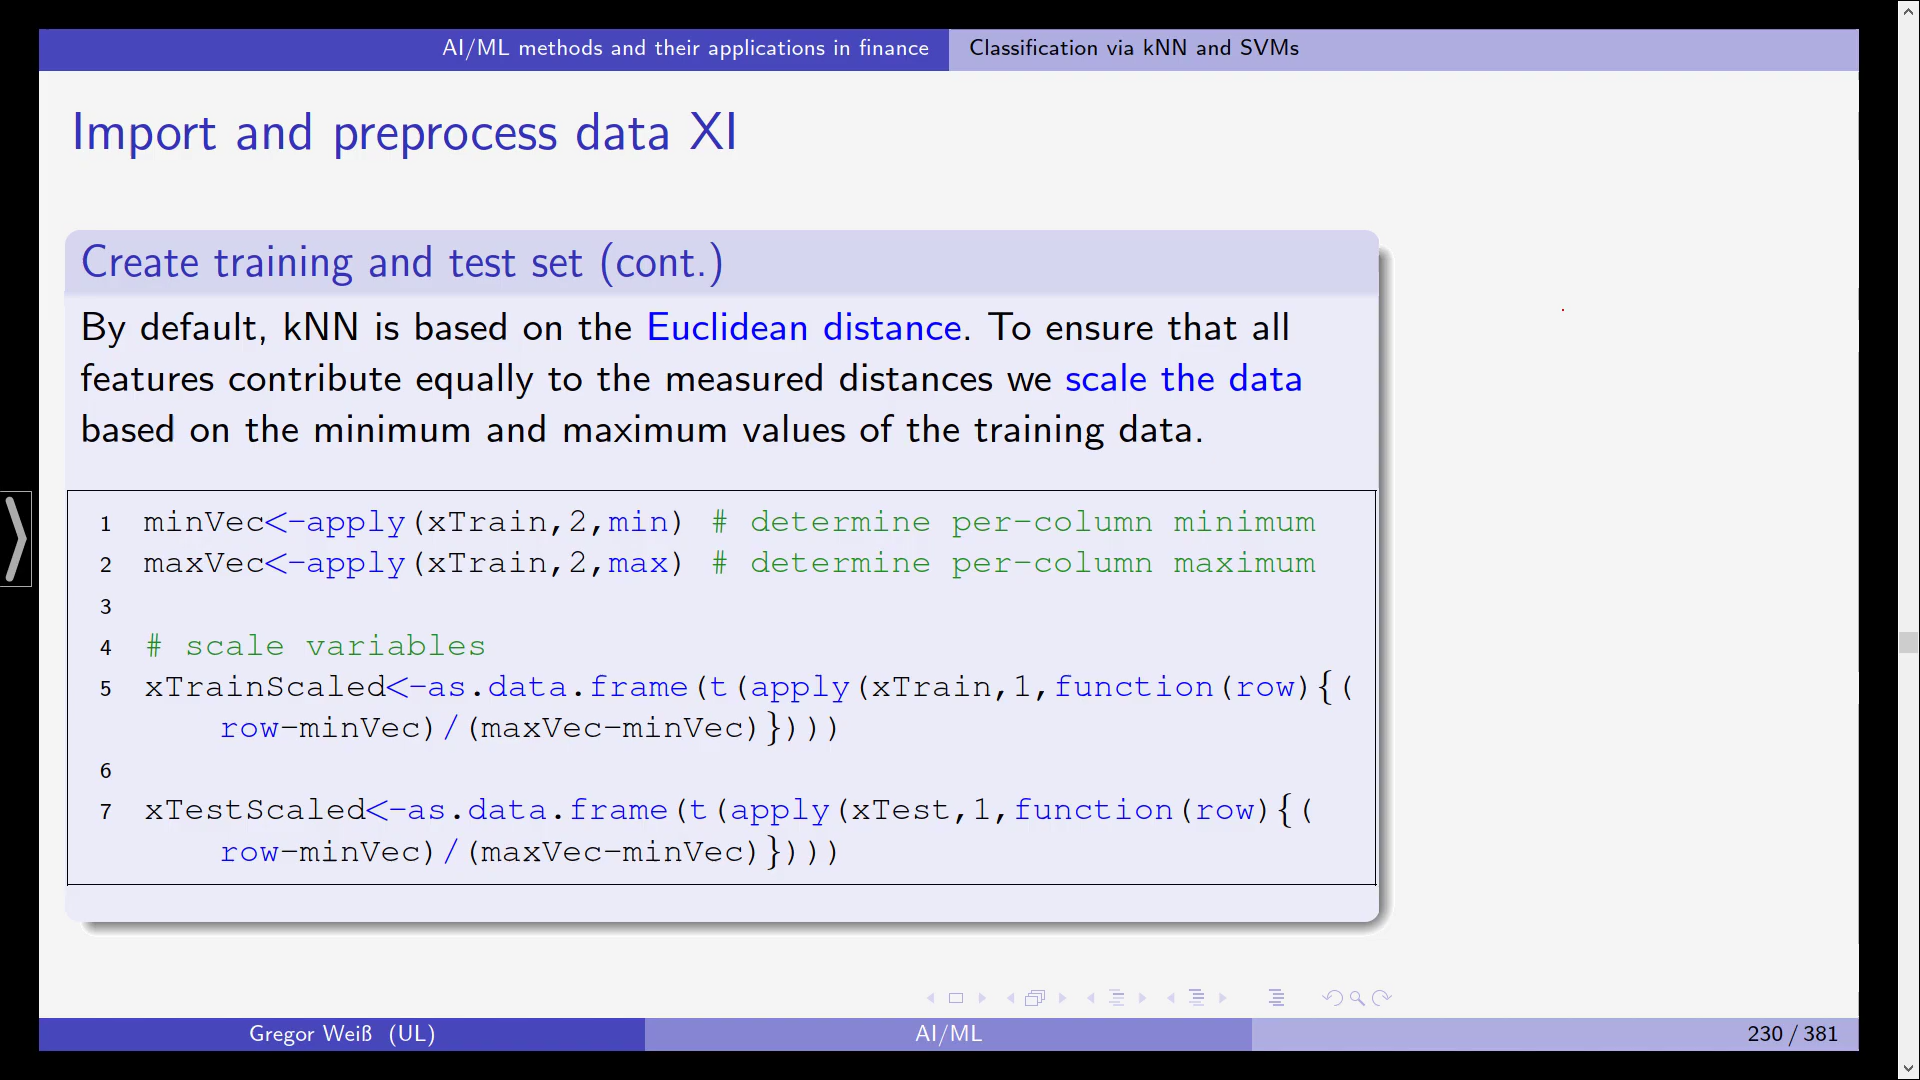 AI/ML methods and their applications in finance Classification via kNN and SVMs
Import and preprocess data XI
Create training and test set (cont.)
By default, kNN is based on the Euclidean distance. To ensure that all
features contribute equally to the measured distances we scale the data
based on the minimum and maximum values of the training data.
1 minVec<-apply(xTrain,2,min) # determine per-column minimum
2 maxVec<-apply(xTrain,2,max) # determine per-column maximum
3
4 # scale variables
5 xTrainScaled<-as.data.frame(t(apply(xTrain,1,function(row){(
row-minVec)/(maxVec-minVec)})))
6
7 xTestScaled<-as.data.frame(t(apply(xTest,1,function(row){(
row-minVec)/(maxVec-minVec)})))
Gregor Weiß (UL) AI/ML 230 / 381